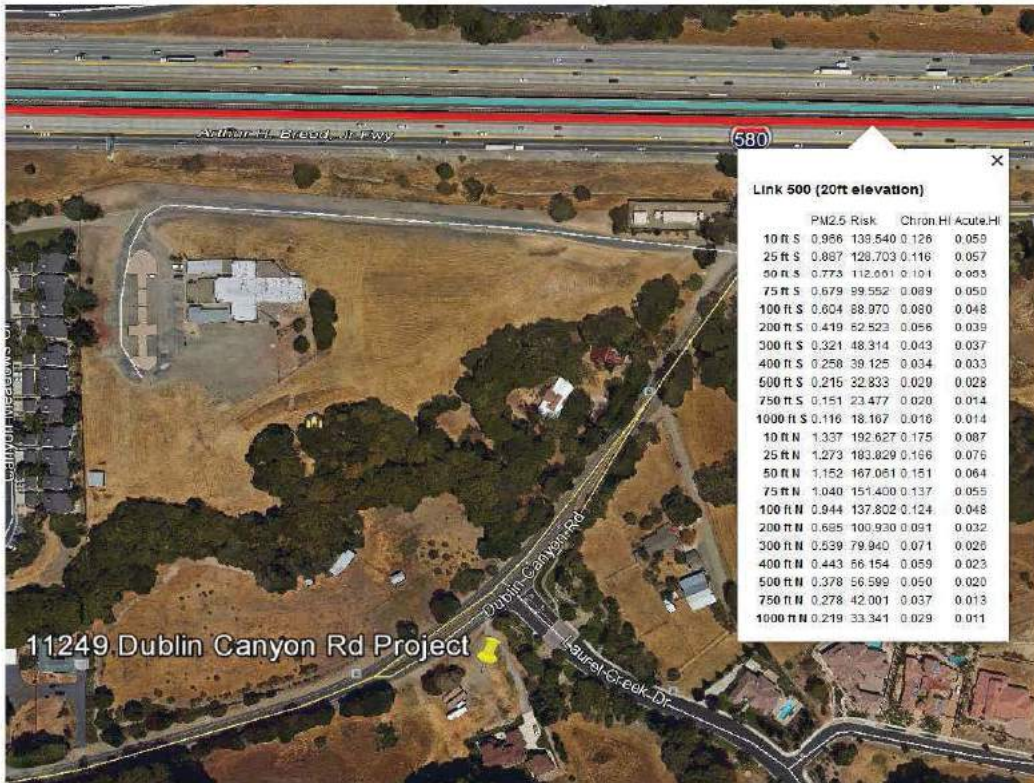 Arthur H. Breed, Jr Fwy
580
×
Link 500 (20ft elevation)
PM2.5 Risk Chron.HI Acute.HI
10 ft S 0.966 139.540 0.126 0.059
25 ft S 0.887 128.703 0.116 0.057
50 ft S 0.773 112.661 0.101 0.053
75 ft S 0.679 99.552 0.089 0.050
100 ft S 0.604 88.970 0.080 0.048
200 ft S 0.419 62.523 0.056 0.039
300 ft S 0.321 48.314 0.043 0.037
400 ft S 0.258 39.125 0.034 0.033
500 ft S 0.215 32.833 0.029 0.028
750 ft S 0.151 23.477 0.020 0.014
1000 ft S 0.116 18.167 0.016 0.014
10 ft N 1.337 192.627 0.175 0.087
25 ft N 1.273 183.829 0.166 0.076
50 ft N 1.152 167.061 0.151 0.064
75 ft N 1.040 151.400 0.137 0.055
100 ft N 0.944 137.802 0.124 0.048
200 ft N 0.685 100.930 0.091 0.032
300 ft N 0.539 79.940 0.071 0.026
400 ft N 0.443 66.154 0.059 0.023
500 ft N 0.378 56.599 0.050 0.020
750 ft N 0.278 42.001 0.037 0.013
1000 ft N 0.219 33.341 0.029 0.011
Canyon Meadows Cir
Dublin Canyon Rd
11249 Dublin Canyon Rd Project
Laurel Creek Dr